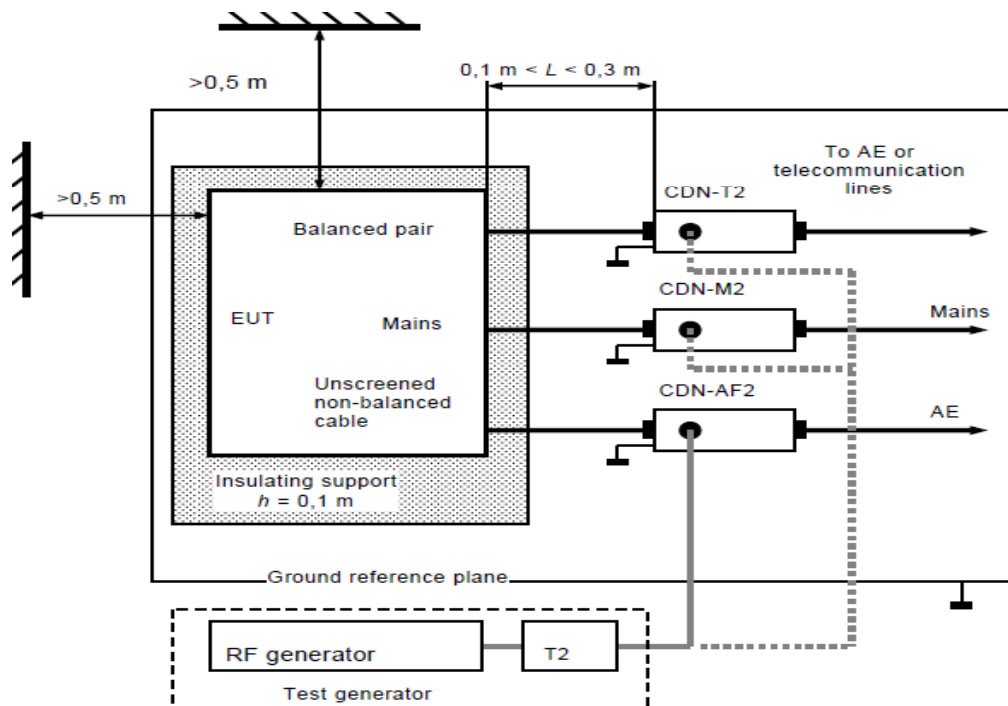 >0,5 m
0,1 m < L < 0,3 m
>0,5 m
To AE or
telecommunication
lines
CDN-T2
Balanced pair
CDN-M2
EUT
Mains
Mains
Unscreened
non-balanced
cable
CDN-AF2
AE
Insulating support
h = 0,1 m
Ground reference plane
RF generator
T2
Test generator